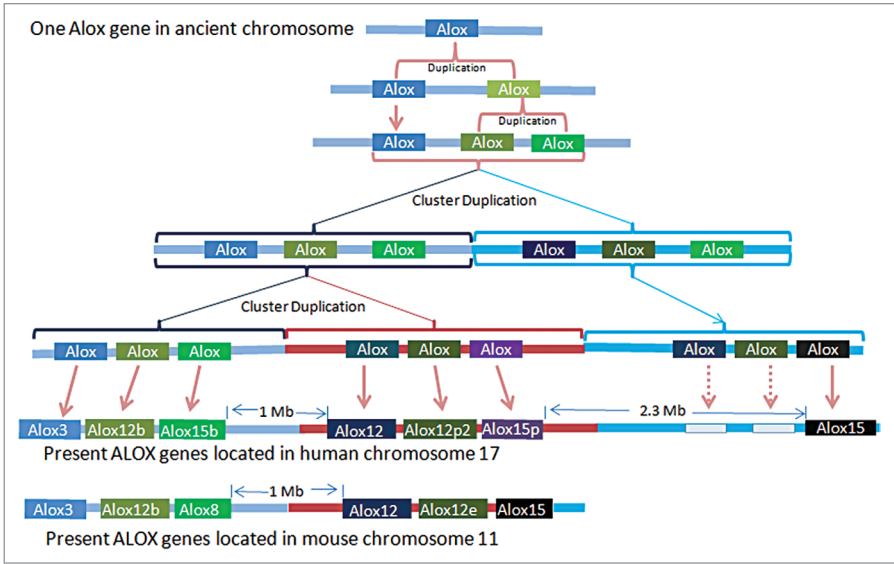 One Alox gene in ancient chromosome
Alox
Duplication
Alox Alox
Duplication
Alox Alox Alox
Cluster Duplication
Alox Alox Alox Alox Alox Alox
Cluster Duplication
Alox Alox Alox Alox Alox Alox Alox Alox Alox
1 Mb 2.3 Mb
Alox3 Alox12b Alox15b Alox12 Alox12p2 Alox15p Alox15
Present ALOX genes located in human chromosome 17
1 Mb
Alox3 Alox12b Alox8 Alox12 Alox12e Alox15
Present ALOX genes located in mouse chromosome 11